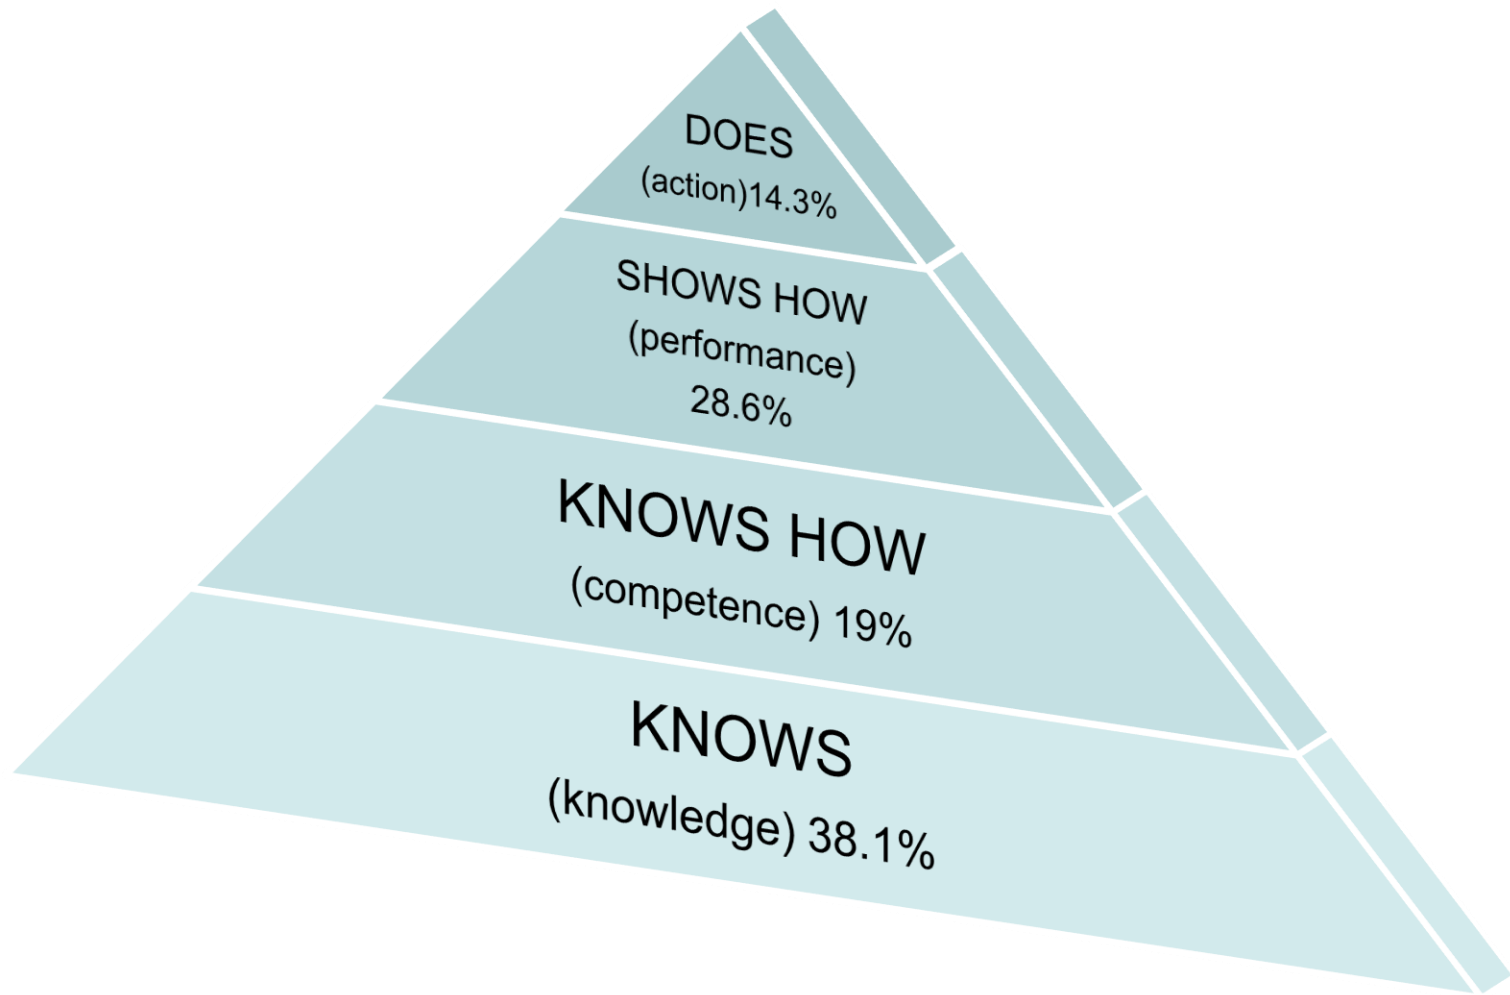 DOES
(action)14.3%
SHOWS HOW
(performance)
28.6%
KNOWS HOW
(competence) 19%
KNOWS
(knowledge) 38.1%